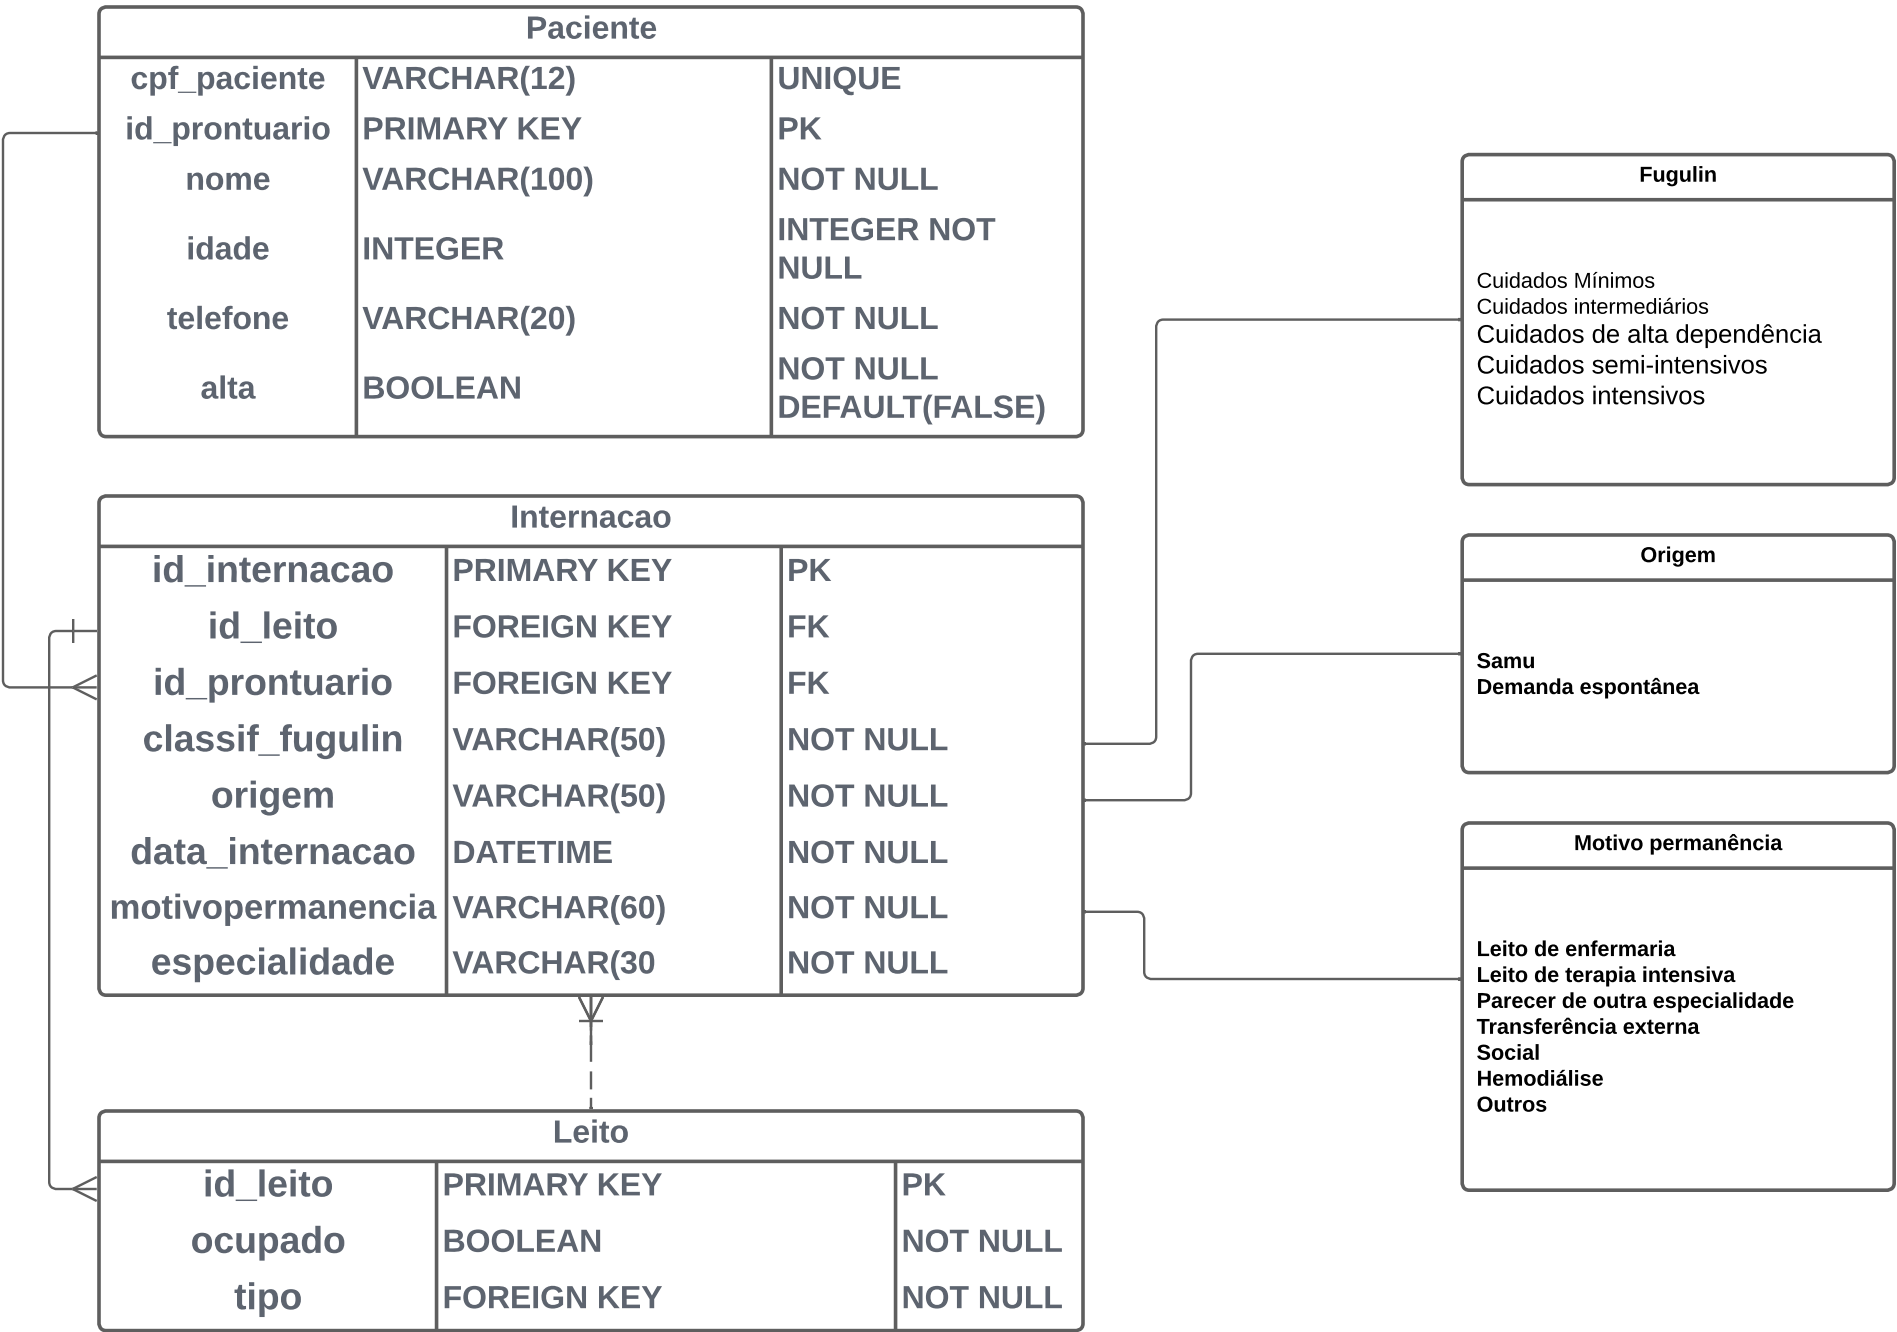 Paciente
cpf_paciente VARCHAR(12) UNIQUE
id_prontuario PRIMARY KEY PK
nome VARCHAR(100) NOT NULL
idade INTEGER INTEGER NOT
NULL
telefone VARCHAR(20) NOT NULL
alta BOOLEAN NOT NULL
DEFAULT(FALSE)
Internacao
id_internacao PRIMARY KEY PK
id_leito FOREIGN KEY FK
id_prontuario FOREIGN KEY FK
classif_fugulin VARCHAR(50) NOT NULL
origem VARCHAR(50) NOT NULL
data_internacao DATETIME NOT NULL
motivopermanencia VARCHAR(60) NOT NULL
especialidade VARCHAR(30 NOT NULL
Leito
id_leito PRIMARY KEY PK
ocupado BOOLEAN NOT NULL
tipo FOREIGN KEY NOT NULL
Fugulin
Cuidados Mínimos
Cuidados intermediários
Cuidados de alta dependência
Cuidados semi-intensivos
Cuidados intensivos
Origem
Samu
Demanda espontânea
Motivo permanência
Leito de enfermaria
Leito de terapia intensiva
Parecer de outra especialidade
Transferência externa
Social
Hemodiálise
Outros